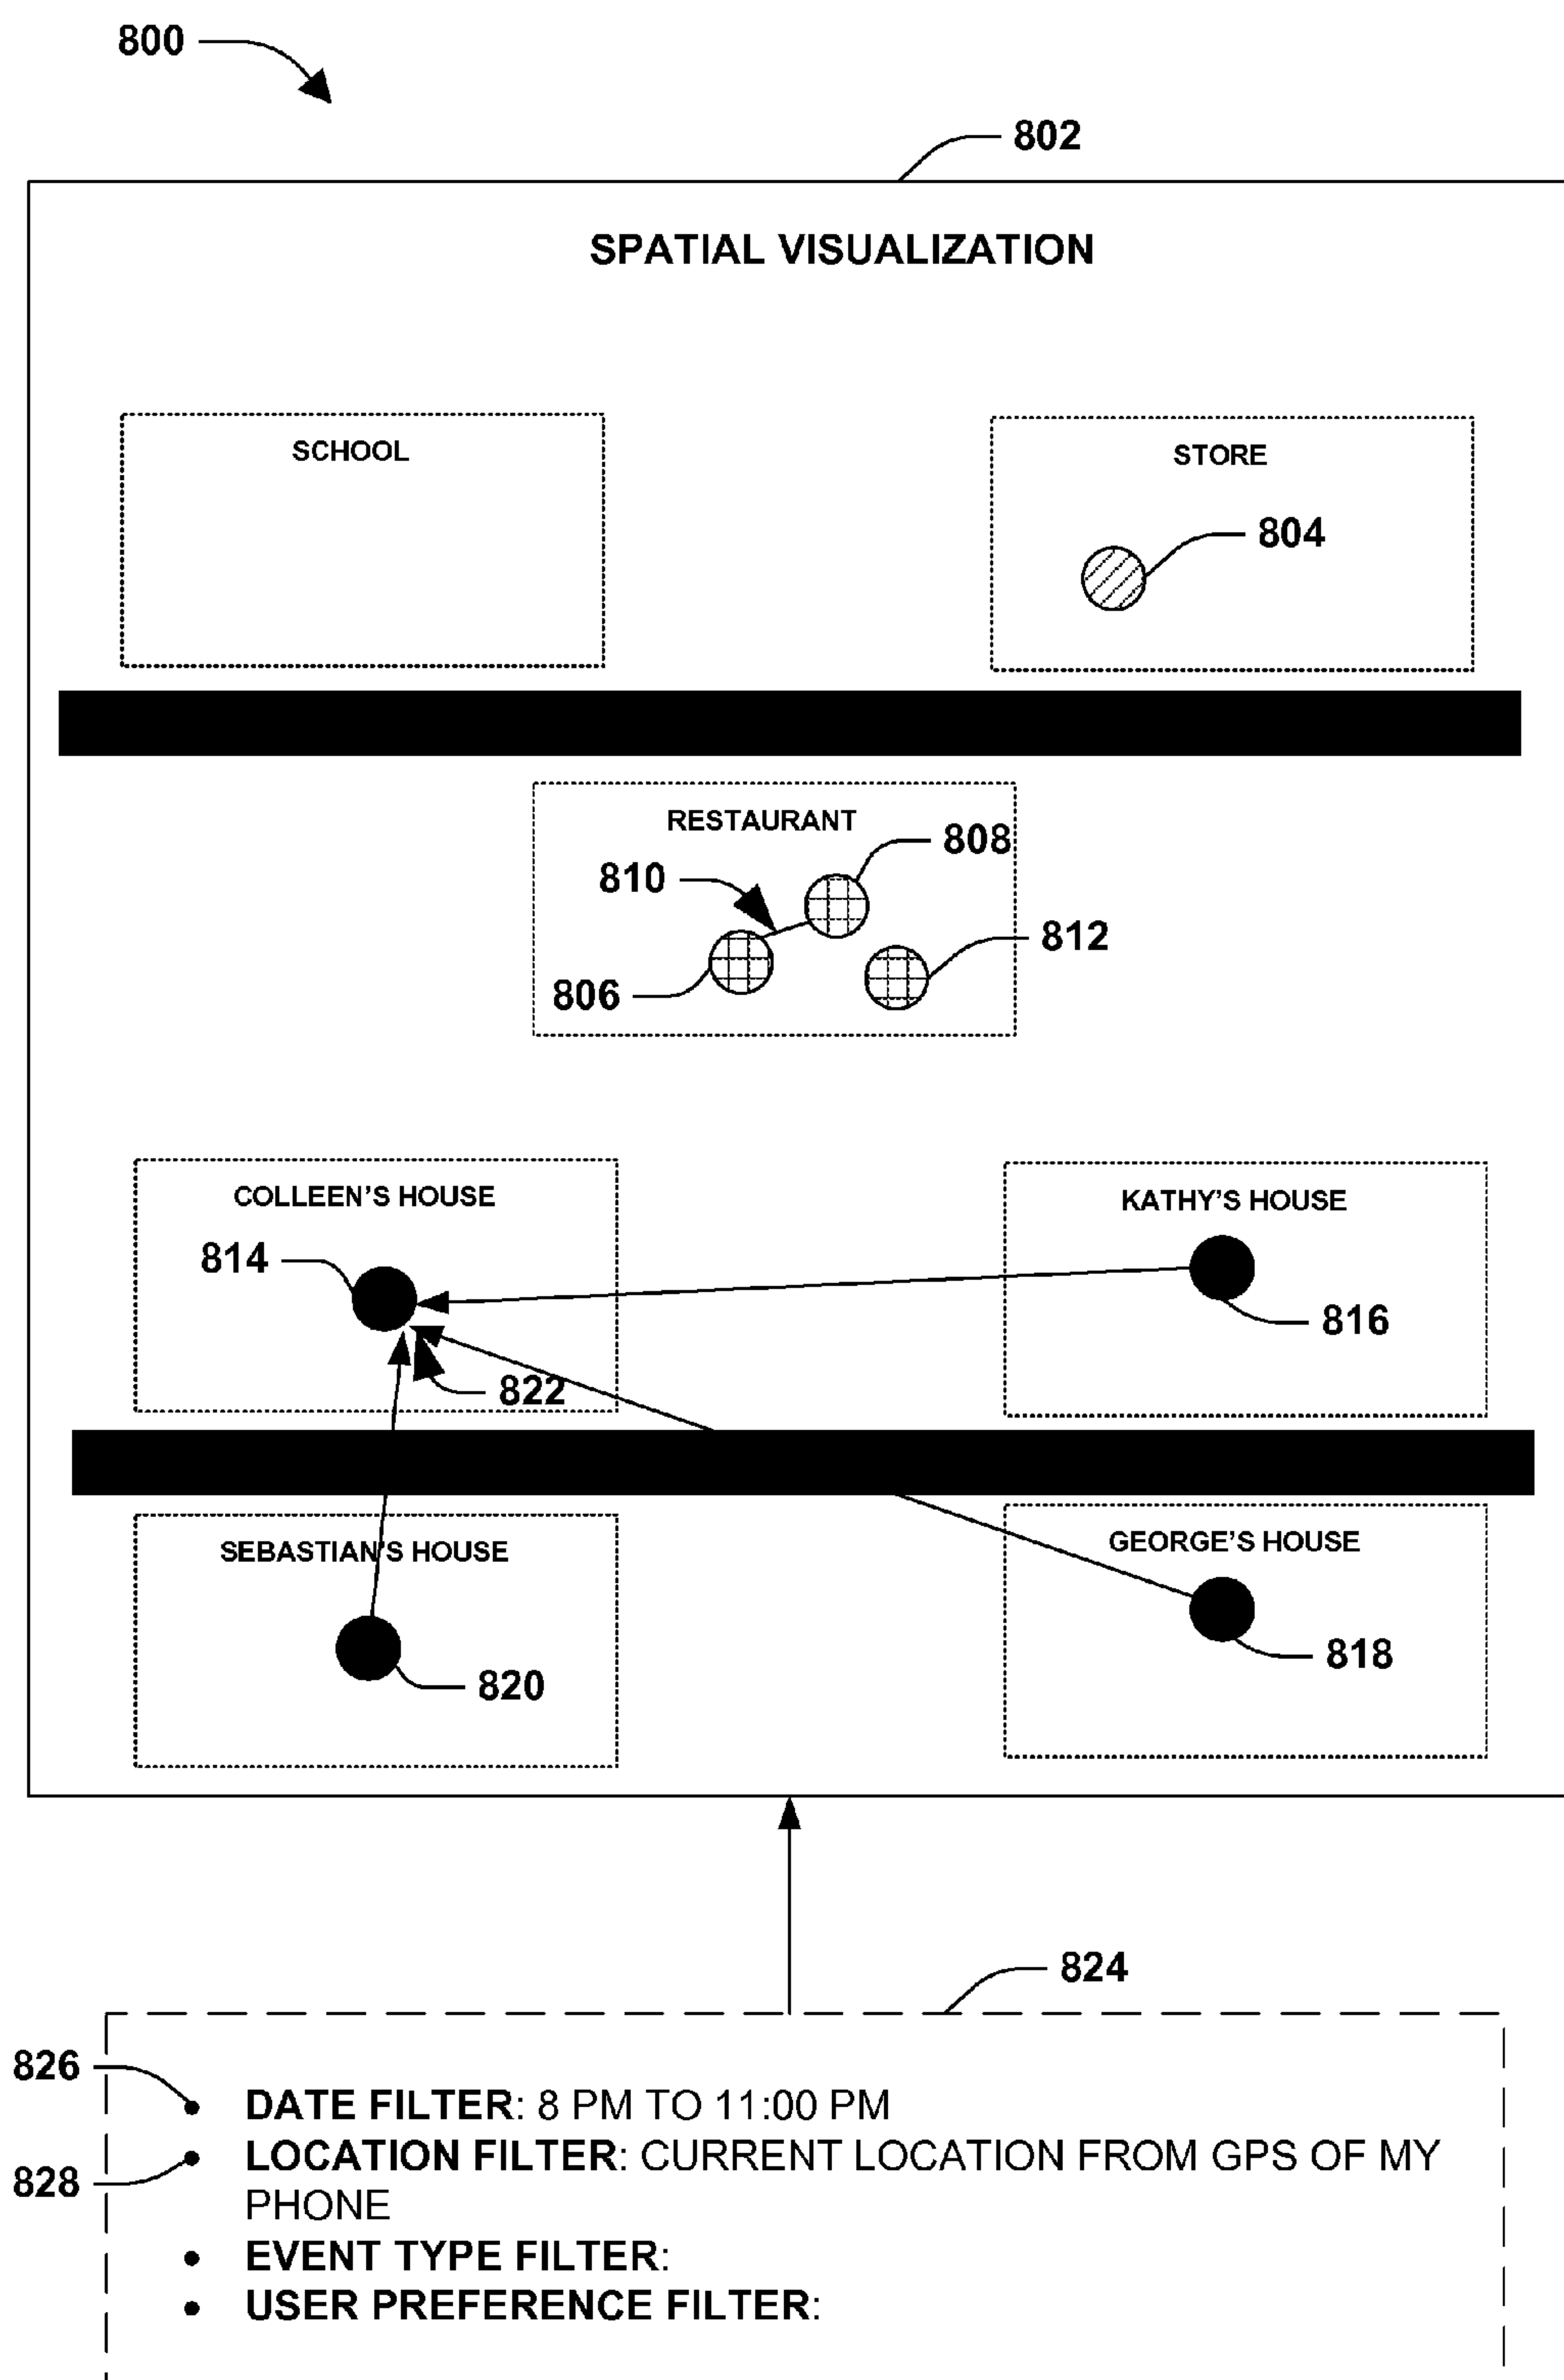 800
802
SPATIAL VISUALIZATION
SCHOOL
STORE
804
RESTAURANT
808
810
812
806
COLLEEN'S HOUSE
KATHY'S HOUSE
814
816
822
SEBASTIAN'S HOUSE
GEORGE'S HOUSE
818
820
824
826
• DATE FILTER: 8 PM TO 11:00 PM
• LOCATION FILTER: CURRENT LOCATION FROM GPS OF MY
828
PHONE
• EVENT TYPE FILTER:
• USER PREFERENCE FILTER: